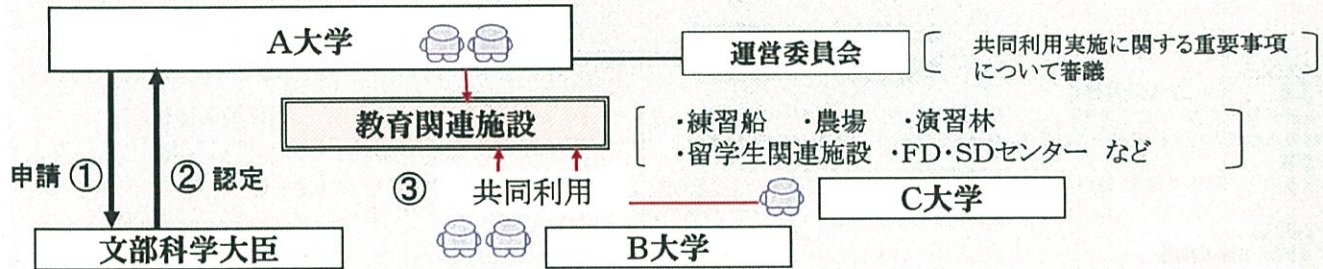 A大学
運営委員会
共同利用実施に関する重要事項
について審議
教育関連施設
・練習船 ・農場 ・演習林
・留学生関連施設 ・FD・SDセンター など
申請 ①
② 認定
③ 共同利用
C大学
文部科学大臣
B大学